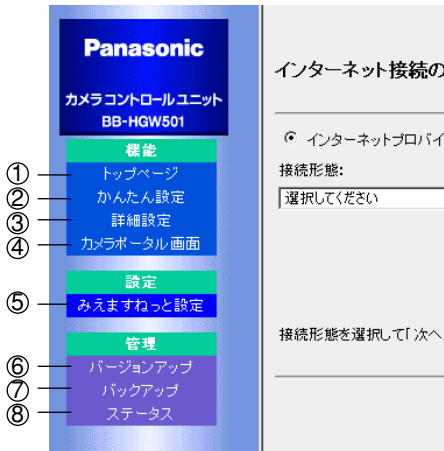 Panasonic
カメラコントロールユニット
BB-HGW501
機能
① トップページ
② かんたん設定
③ 詳細設定
④ カメラポータル画面
設定
⑤ みえますねっと設定
管理
⑥ バージョンアップ
⑦ バックアップ
⑧ ステータス
インターネット接続の
インターネットプロバイ
接続形態:
選択してください
接続形態を選択して「次へ